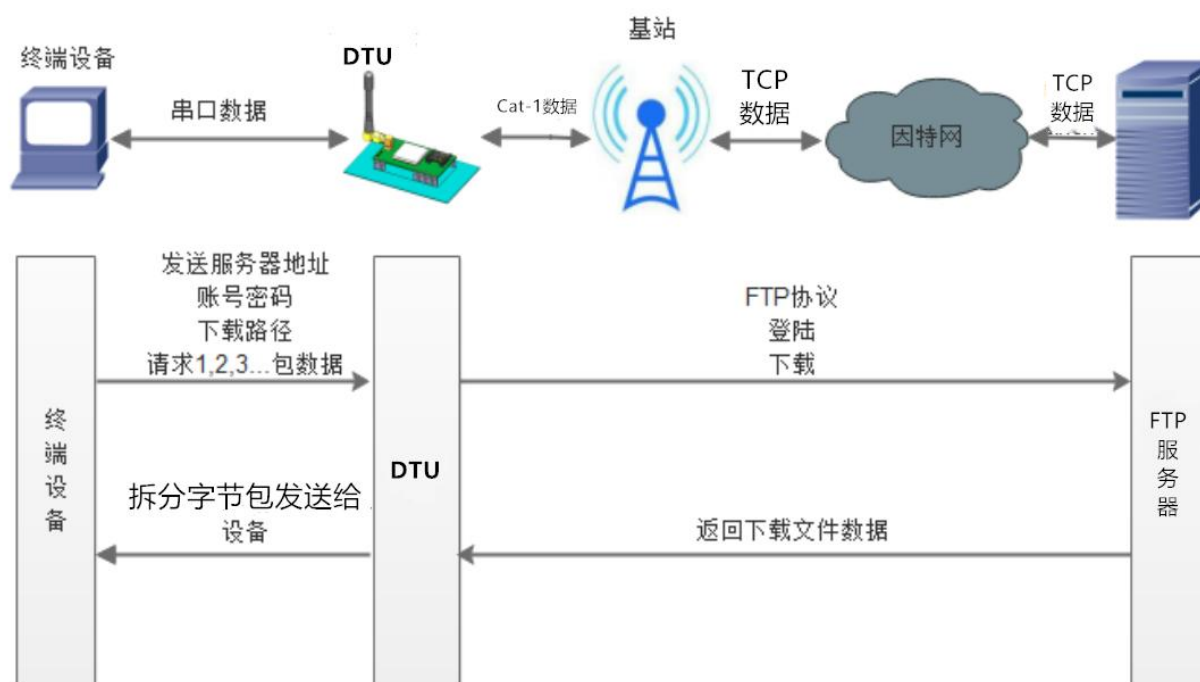 终端设备
DTU
基站
串口数据
Cat-1数据
TCP
数据
因特网
TCP
数据
发送服务器地址
账号密码
下载路径
请求1,2,3...包数据
FTP协议
登陆
下载
终
端
设
备
DTU
FTP
服
务
器
拆分字节包发送给
设备
返回下载文件数据